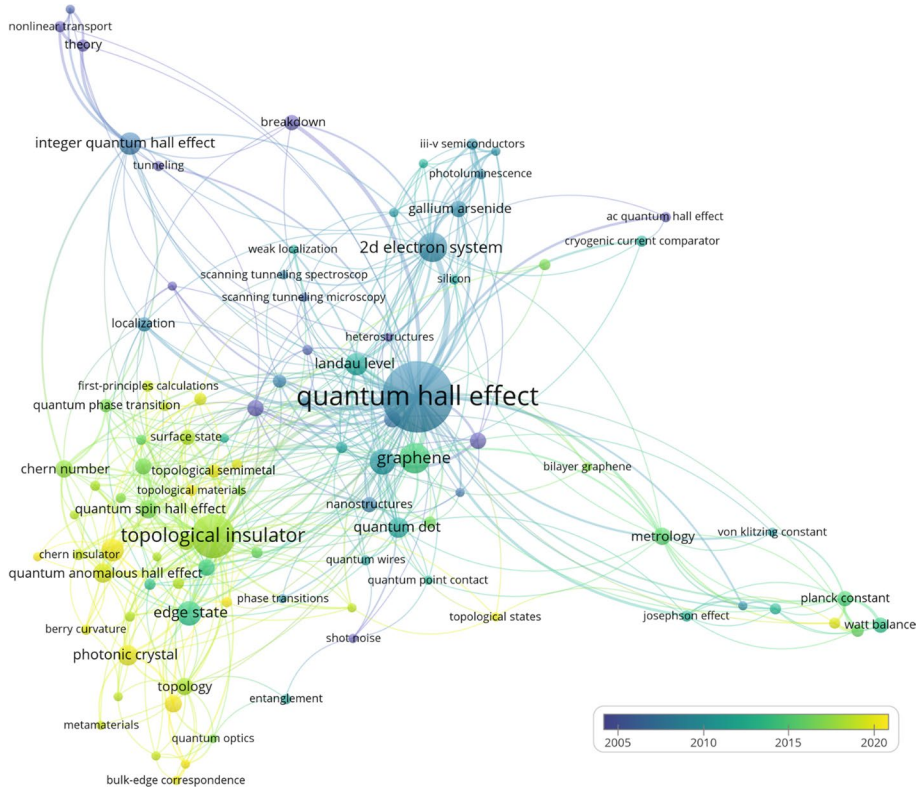 nonlinear transport
theory
breakdown
integer quantum hall effect
tunneling
iii-v semiconductors
photoluminescence
gallium arsenide
ac quantum hall effect
cryogenic current comparator
weak localization
2d electron system
scanning tunneling spectroscop
silicon
scanning tunneling microscopy
localization
heterostructures
landau level
first-principles calculations
quantum hall effect
quantum phase transition
surface state
graphene
chern number
topological semimetal
bilayer graphene
topological materials
nanostructures
quantum spin hall effect
quantum dot
topological insulator
metrology
von klitzing constant
chern insulator
quantum wires
quantum anomalous hall effect
quantum point contact
phase transitions
planck constant
edge state
topological states
josephson effect
watt balance
berry curvature
shot noise
photonic crystal
topology
entanglement
metamaterials
quantum optics
bulk-edge correspondence
2005 2010 2015 2020